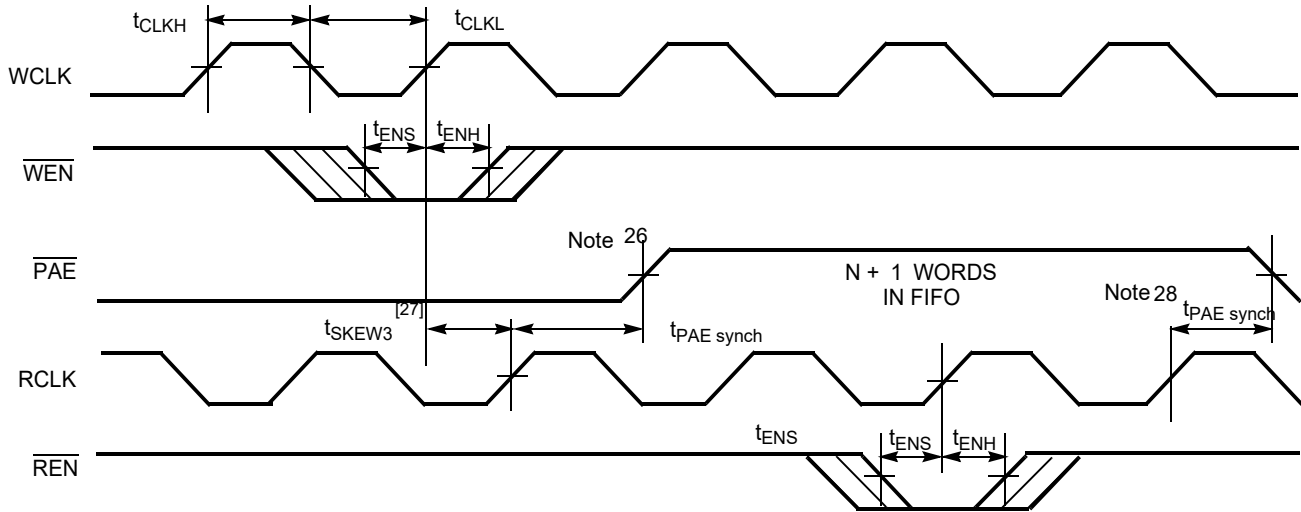 tCLKH
tCLKL
WCLK
tENS
tENH
WEN
Note 26
PAE
N + 1 WORDS
IN FIFO
Note 28
[27]
tSKEW3
tPAE synch
tPAE synch
RCLK
tENS
tENS
tENH
REN